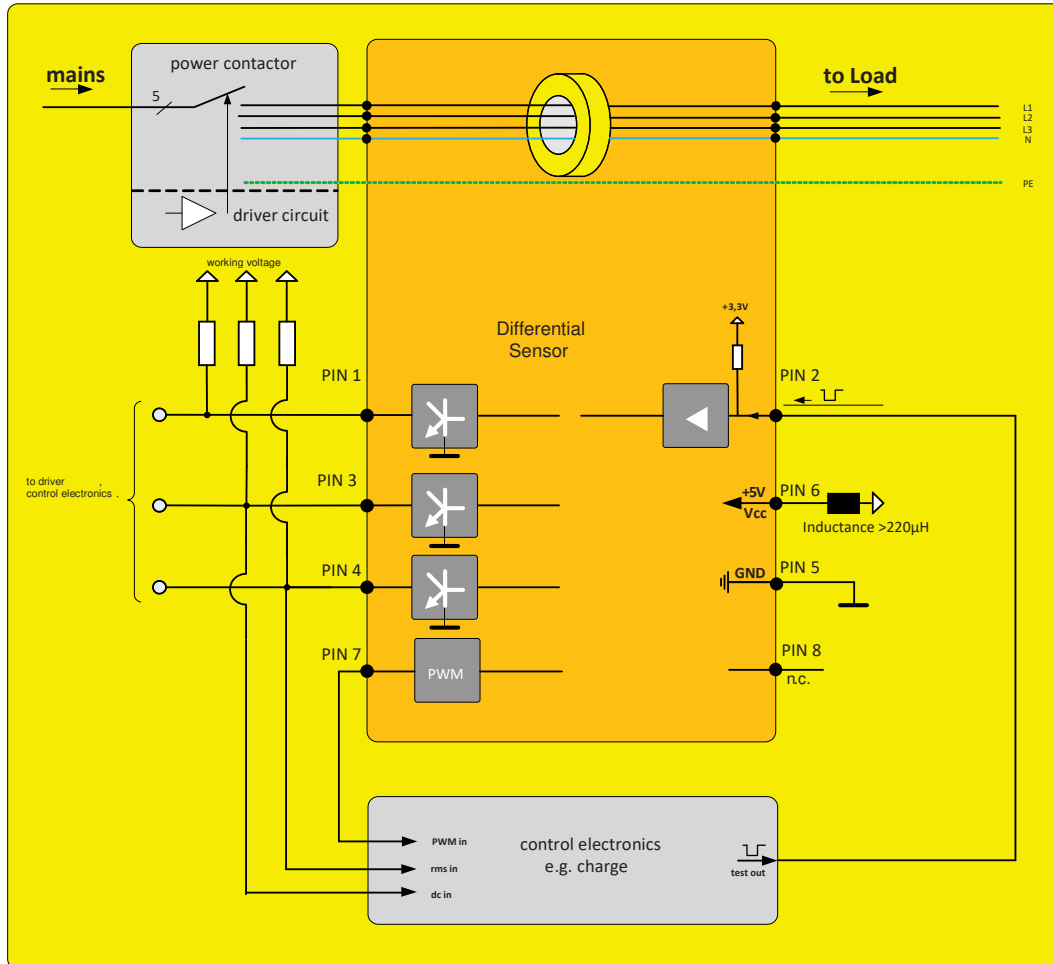 power contactor
mains
5
to Load
L1
L2
L3
N
PE
driver circuit
working voltage
+3,3V
Differential
Sensor
PIN 1
PIN 2
to driver ,
control electronics .
PIN 3
+5V
Vcc
PIN 6
Inductance >220µH
PIN 4
GND
PIN 5
PIN 7
PWM
PIN 8
n.c.
PWM in
rms in
dc in
control electronics
e.g. charge
test out